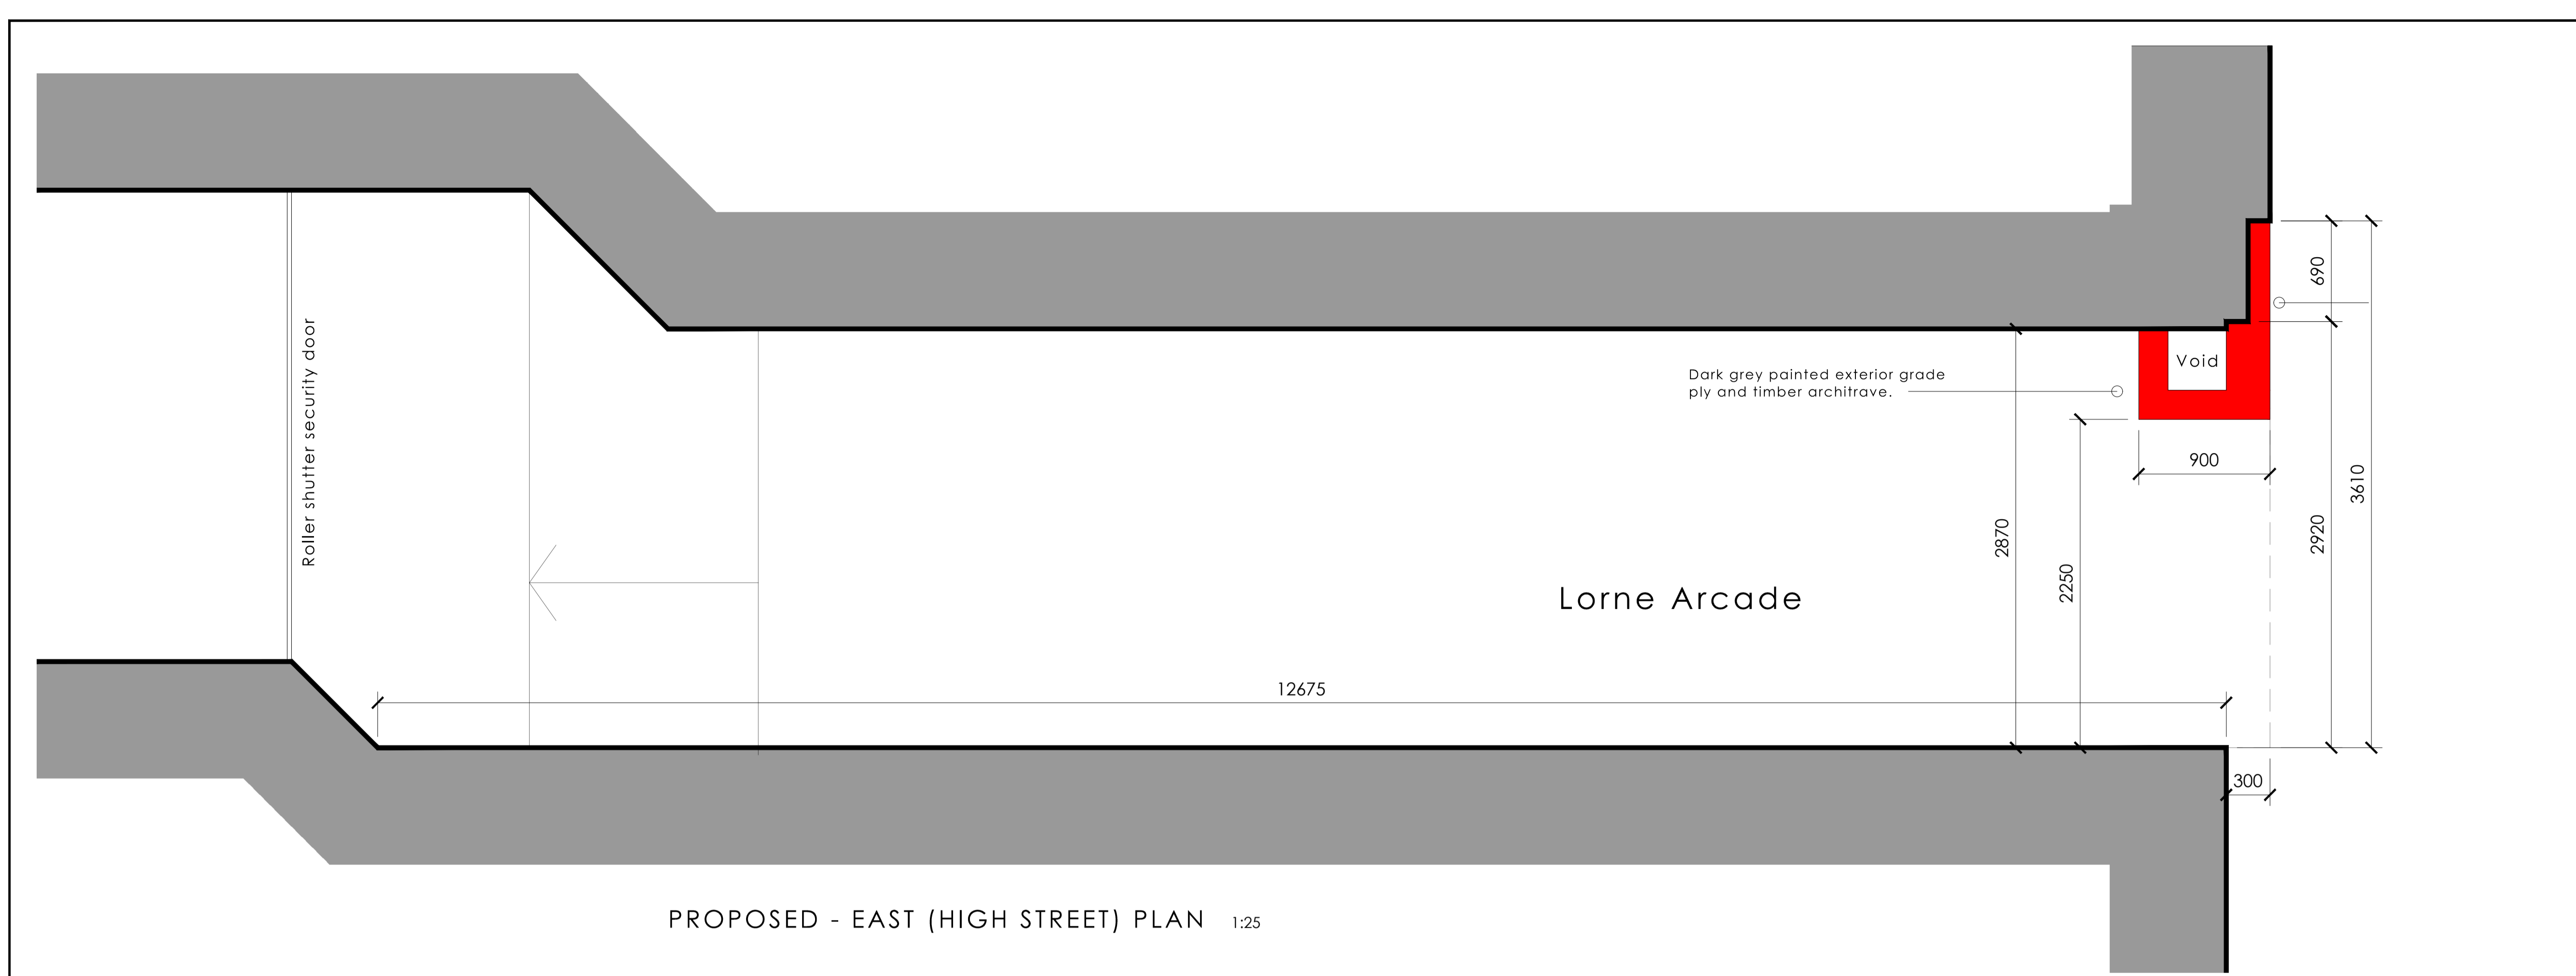 Roller shutter security door
Dark grey painted exterior grade
ply and timber architrave.
Void
690
900
3610
2920
2870
2250
Lorne Arcade
12675
300
PROPOSED - EAST (HIGH STREET) PLAN 1:25